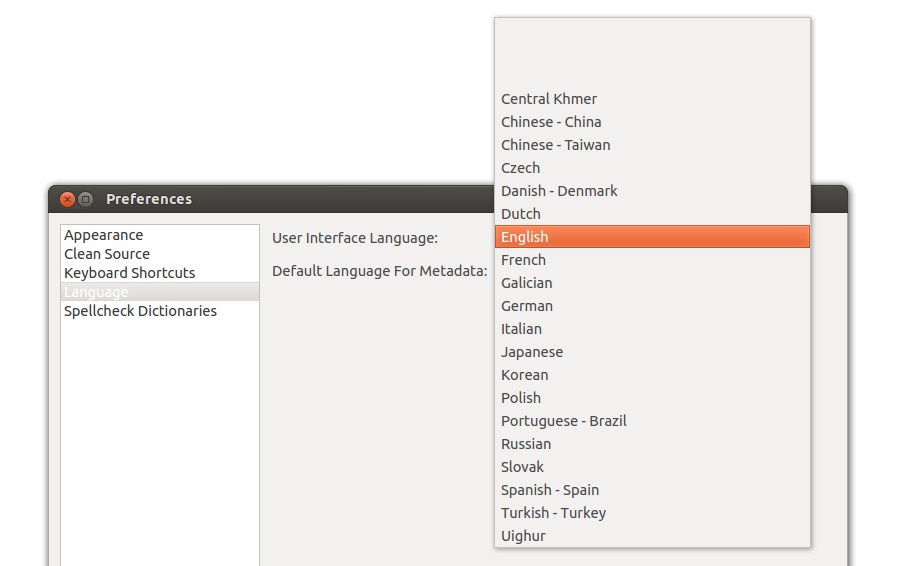 Preferences
Appearance
Clean Source
Keyboard Shortcuts
Language
Spellcheck Dictionaries
User Interface Language:
Default Language For Metadata:
Central Khmer
Chinese - China
Chinese - Taiwan
Czech
Danish - Denmark
Dutch
English
French
Galician
German
Italian
Japanese
Korean
Polish
Portuguese - Brazil
Russian
Slovak
Spanish - Spain
Turkish - Turkey
Uighur